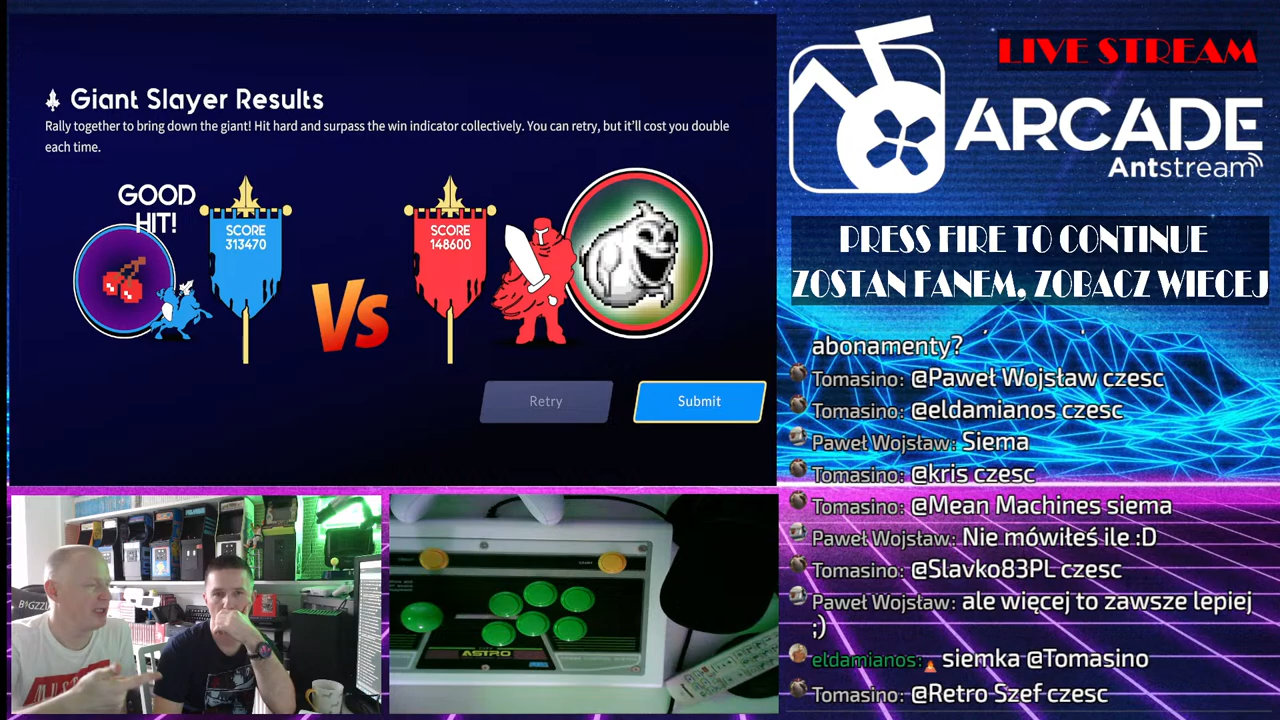 Giant Slayer Results
Rally together to bring down the giant! Hit hard and surpass the win indicator collectively. You can retry, but it'll cost you double
each time.
GOOD
HIT!
SCORE
313470
Vs
SCORE
148600
Retry
Submit
LIVE STREAM
ARCADE
Antstream
PRESS FIRE TO CONTINUE
ZOSTAN FANEM, ZOBACZ WIECEJ
abonamenty?
Tomasino: @Paweł Wojsław czesc
Tomasino: @eldamianos czesc
Paweł Wojsław: Siema
Tomasino: @kris czesc
Tomasino: @Mean Machines siema
Paweł Wojsław: Nie mówiłeś ile :D
Tomasino: @Slavko83PL czesc
Paweł Wojsław: ale więcej to zawsze lepiej
;)
eldamianos: siemka @Tomasino
Tomasino: @Retro Szef czesc
ASTRO